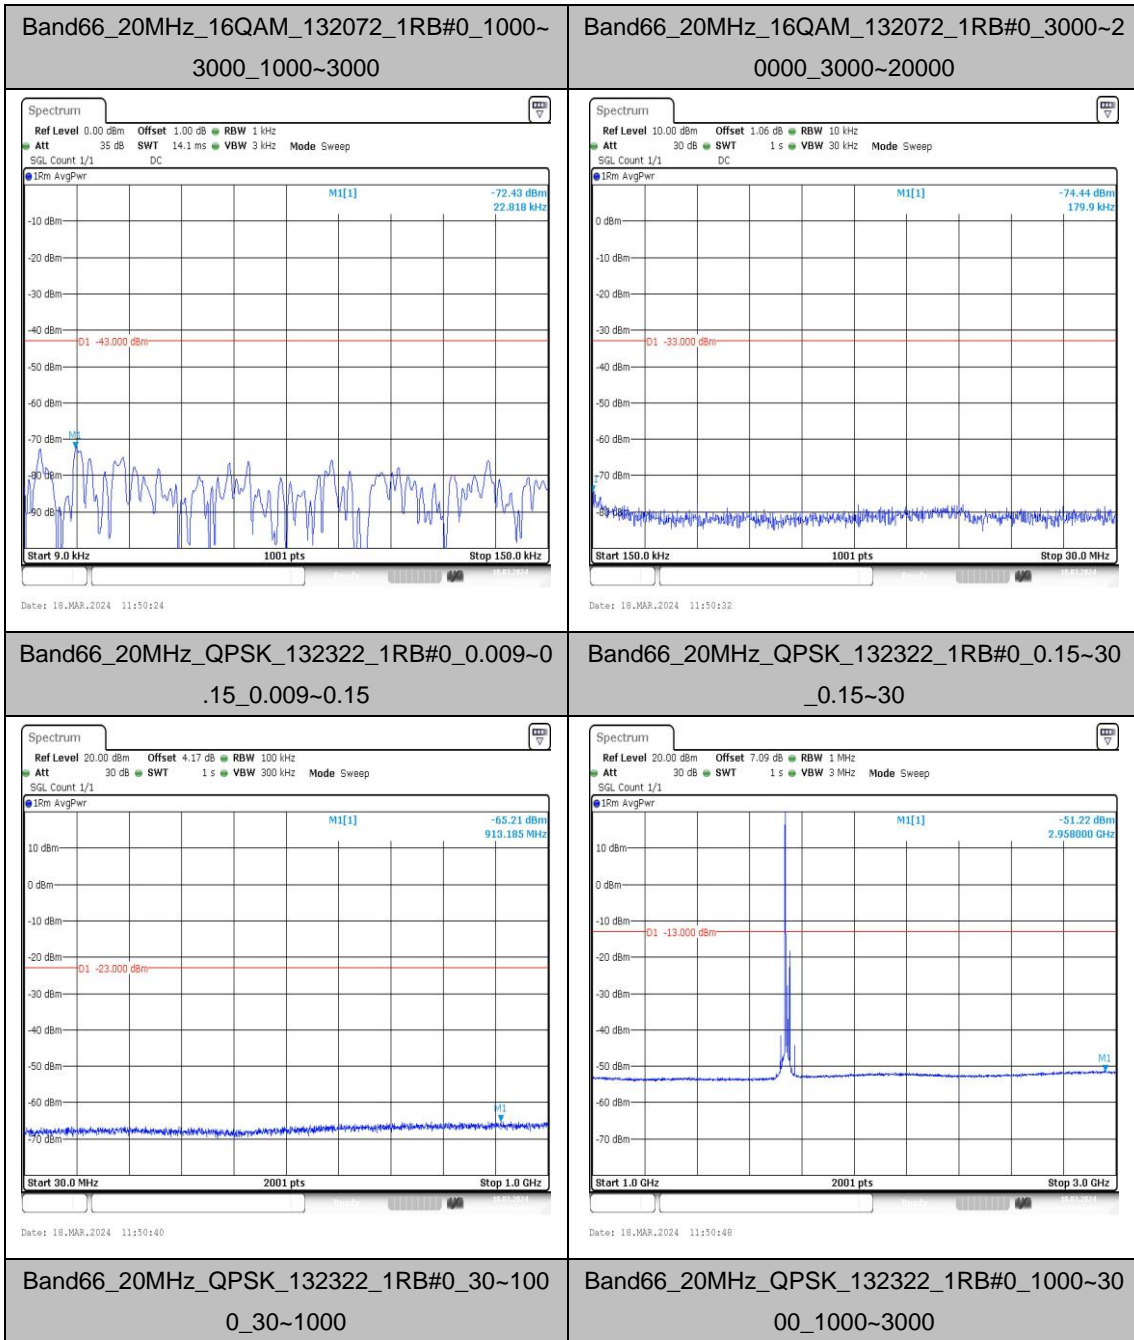 Band66_20MHz_16QAM_132072_1RB#0_1000~
3000_1000~3000
Band66_20MHz_16QAM_132072_1RB#0_3000~2
0000_3000~20000
Spectrum
Ref Level 0.00 dBm Offset 1.00 dB RBW 1 kHz
Att 35 dB SWT 14.1 ms VBW 3 kHz Mode Sweep
SGL Count 1/1 DC
1Rm AvgPwr
M1[1] -72.43 dBm
22.818 kHz
-10 dBm
-20 dBm
-30 dBm
-40 dBm
D1 -43.000 dBm
-50 dBm
-60 dBm
-70 dBm
M1
-80 dBm
-90 dBm
Start 9.0 kHz 1001 pts Stop 150.0 kHz
Date: 18.MAR.2024 11:50:24
Spectrum
Ref Level 10.00 dBm Offset 1.06 dB RBW 10 kHz
Att 30 dB SWT 1 s VBW 30 kHz Mode Sweep
SGL Count 1/1 DC
1Rm AvgPwr
M1[1] -74.44 dBm
179.9 kHz
0 dBm
-10 dBm
-20 dBm
-30 dBm
D1 -33.000 dBm
-40 dBm
-50 dBm
-60 dBm
-70 dBm
-80 dBm
Start 150.0 kHz 1001 pts Stop 30.0 MHz
Date: 18.MAR.2024 11:50:32
Band66_20MHz_QPSK_132322_1RB#0_0.009~0
.15_0.009~0.15
Band66_20MHz_QPSK_132322_1RB#0_0.15~30
_0.15~30
Spectrum
Ref Level 20.00 dBm Offset 4.17 dB RBW 100 kHz
Att 30 dB SWT 1 s VBW 300 kHz Mode Sweep
SGL Count 1/1
1Rm AvgPwr
M1[1] -65.21 dBm
913.185 MHz
10 dBm
0 dBm
-10 dBm
-20 dBm
D1 -23.000 dBm
-30 dBm
-40 dBm
-50 dBm
-60 dBm
M1
-70 dBm
Start 30.0 MHz 2001 pts Stop 1.0 GHz
Date: 18.MAR.2024 11:50:40
Spectrum
Ref Level 20.00 dBm Offset 7.09 dB RBW 1 MHz
Att 30 dB SWT 1 s VBW 3 MHz Mode Sweep
SGL Count 1/1
1Rm AvgPwr
M1[1] -51.22 dBm
2.958000 GHz
10 dBm
0 dBm
-10 dBm
D1 -13.000 dBm
-20 dBm
-30 dBm
-40 dBm
-50 dBm
M1
-60 dBm
-70 dBm
Start 1.0 GHz 2001 pts Stop 3.0 GHz
Date: 18.MAR.2024 11:50:48
Band66_20MHz_QPSK_132322_1RB#0_30~100
0_30~1000
Band66_20MHz_QPSK_132322_1RB#0_1000~30
00_1000~3000